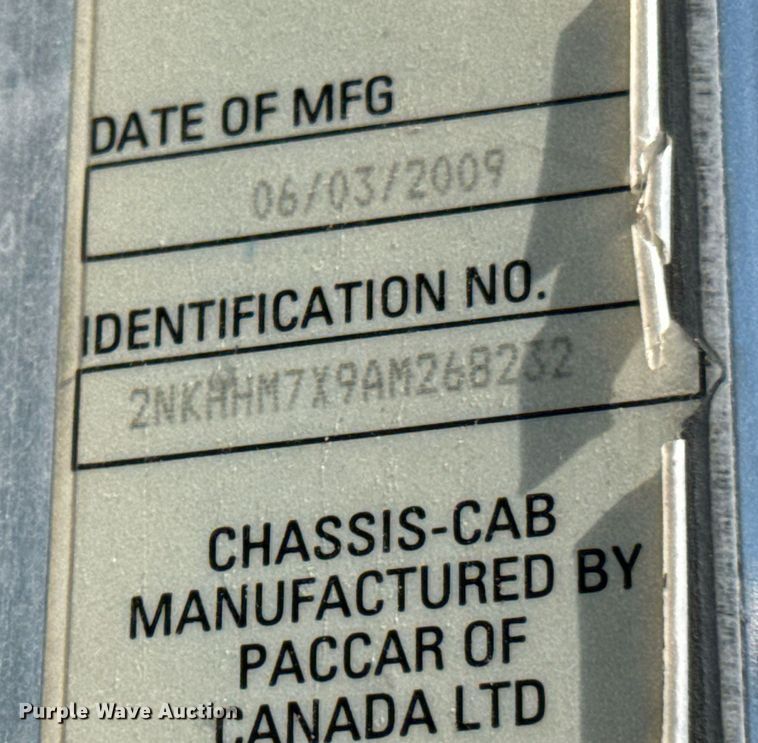 DATE OF MFG
06/03/2009
IDENTIFICATION NO.
2NKHHM7X9AM268232
CHASSIS-CAB
MANUFACTURED BY
PACCAR OF
CANADA LTD
Purple Wave Auction